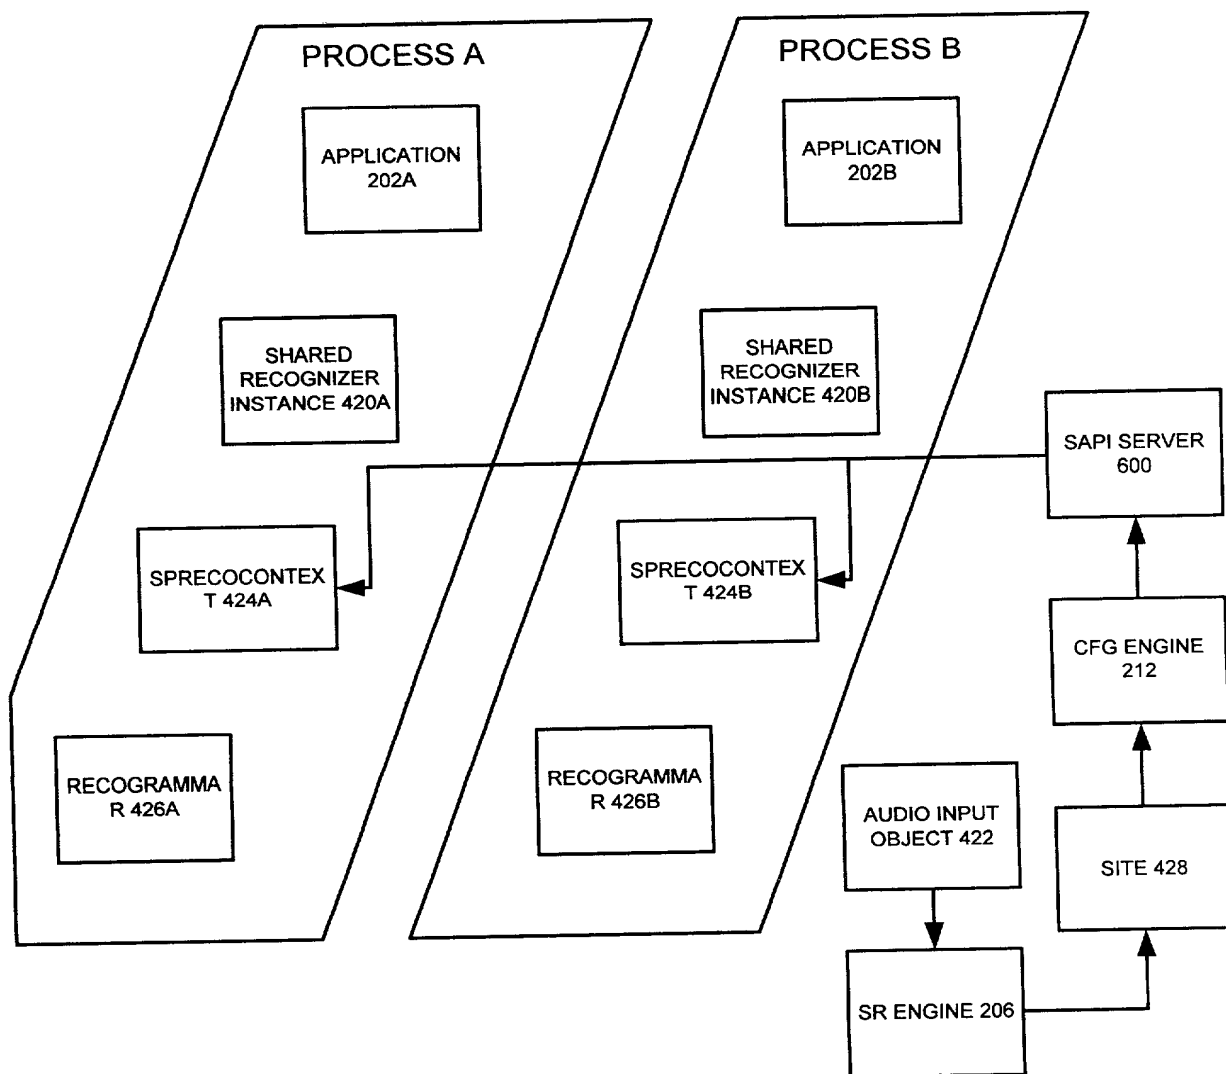 PROCESS A
APPLICATION
202A
SHARED
RECOGNIZER
INSTANCE 420A
SPRECOCONTEX
T 424A
RECOGRAMMA
R 426A
PROCESS B
APPLICATION
202B
SHARED
RECOGNIZER
INSTANCE 420B
SPRECOCONTEX
T 424B
RECOGRAMMA
R 426B
SAPI SERVER
600
CFG ENGINE
212
AUDIO INPUT
OBJECT 422
SITE 428
SR ENGINE 206